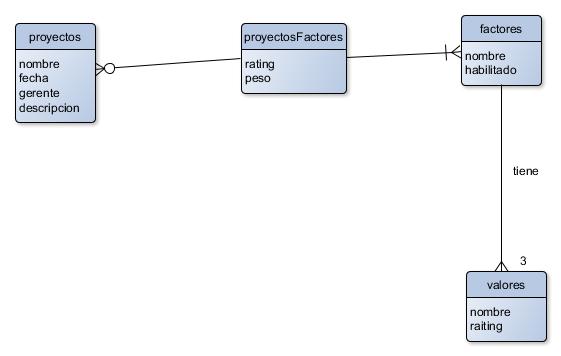 proyectos
nombre
fecha
gerente
descripcion
proyectosFactores
rating
peso
factores
nombre
habilitado
tiene
3
valores
nombre
raiting